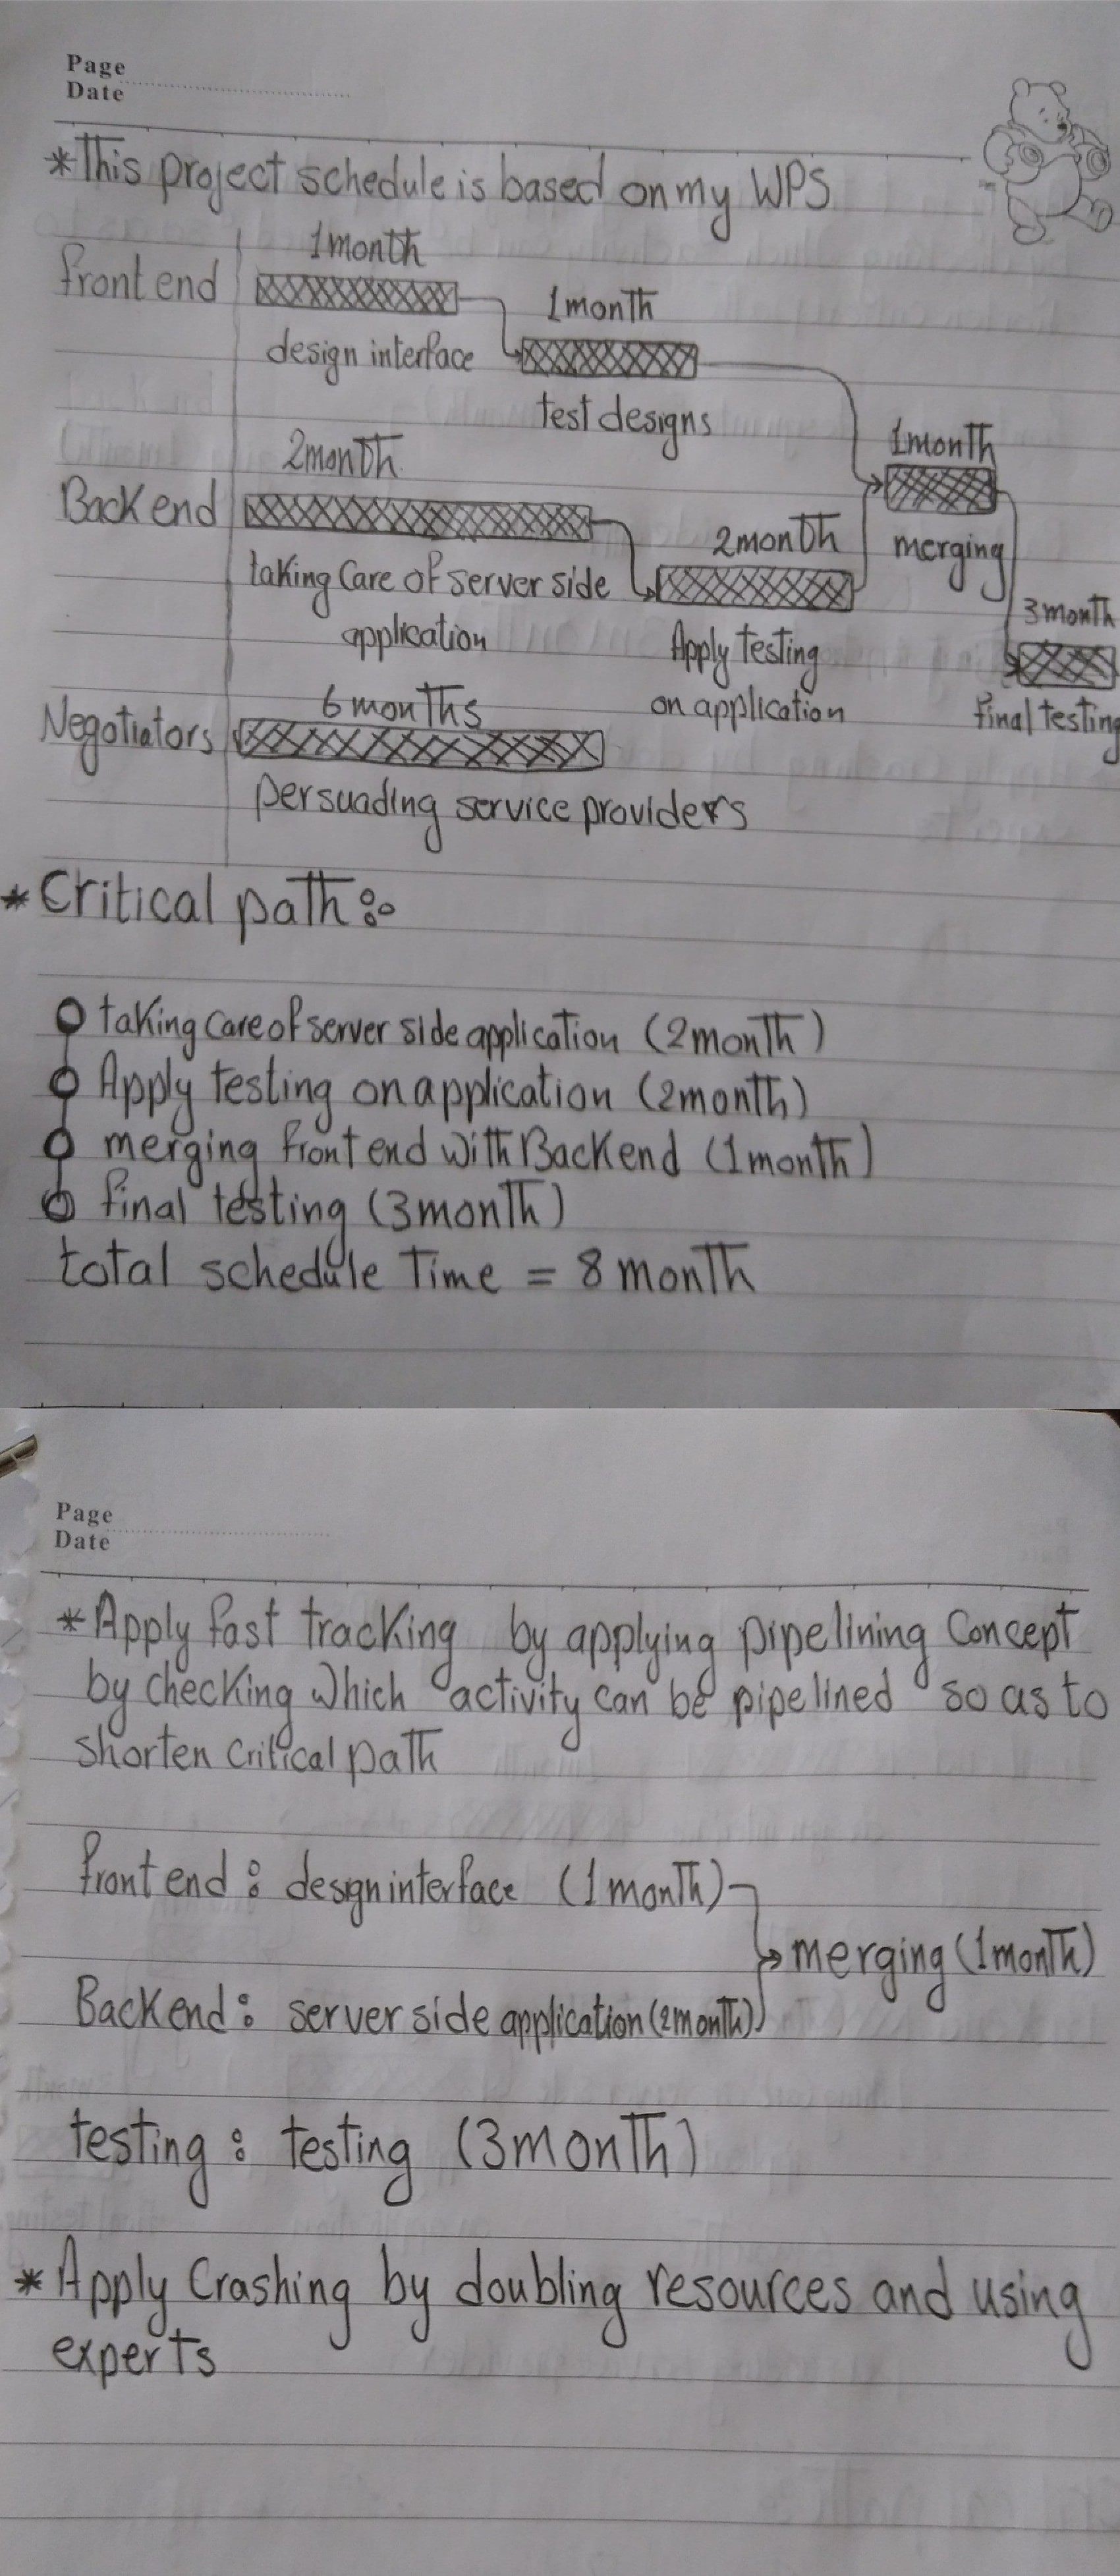 Page
Date
*This project schedule is based on my WPS
1month
front end
1month
design interface
test designs
1month
2month
Back end
2month
merging
taking care of server side
application
3month
Apply testing
on application
final testing
6 months
Negotiators
persuading service providers
* Critical path :-
taking care of server side application (2month)
Apply testing on application (2month)
merging front end with Backend (1month)
final testing (3month)
total schedule Time = 8 month
Page
Date
* Apply fast tracking by applying pipelining concept
by checking which activity can be pipelined so as to
shorten critical path
front end : design interface (1 month)
merging (1month)
Backend : server side application (2month)
testing : testing (3month)
* Apply Crashing by doubling resources and using
experts